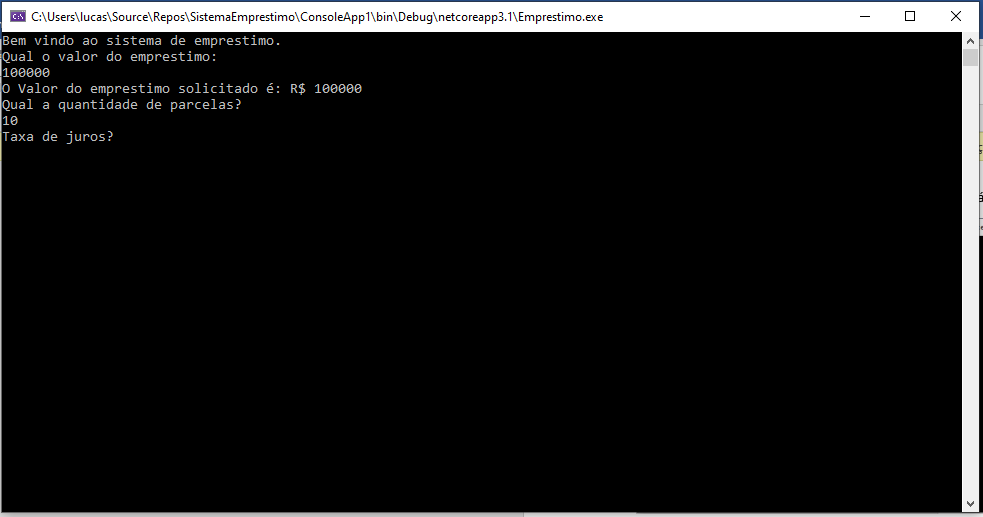 C:\Users\lucas\Source\Repos\SistemaEmprestimo\ConsoleApp1\bin\Debug\netcoreapp3.1\Emprestimo.exe
Bem vindo ao sistema de emprestimo.
Qual o valor do emprestimo:
100000
O Valor do emprestimo solicitado é: R$ 100000
Qual a quantidade de parcelas?
10
Taxa de juros?